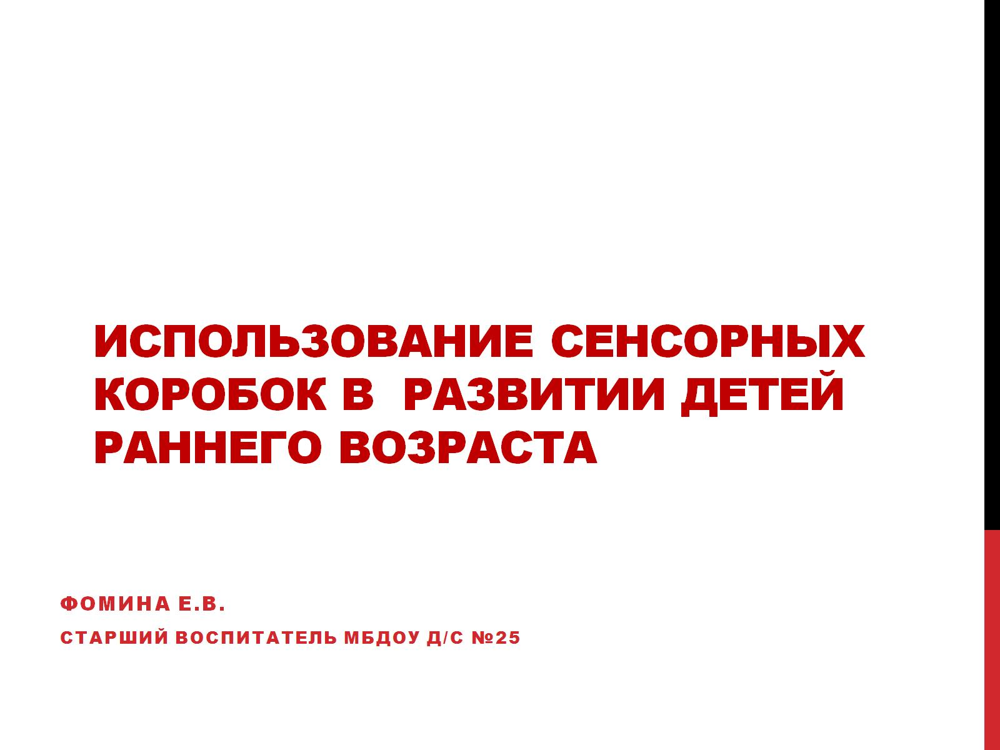 ИСПОЛЬЗОВАНИЕ СЕНСОРНЫХ
КОРОБОК В  РАЗВИТИИ ДЕТЕЙ
РАННЕГО ВОЗРАСТА
ФОМИНА Е.В.
СТАРШИЙ ВОСПИТАТЕЛЬ МБДОУ Д/С №25